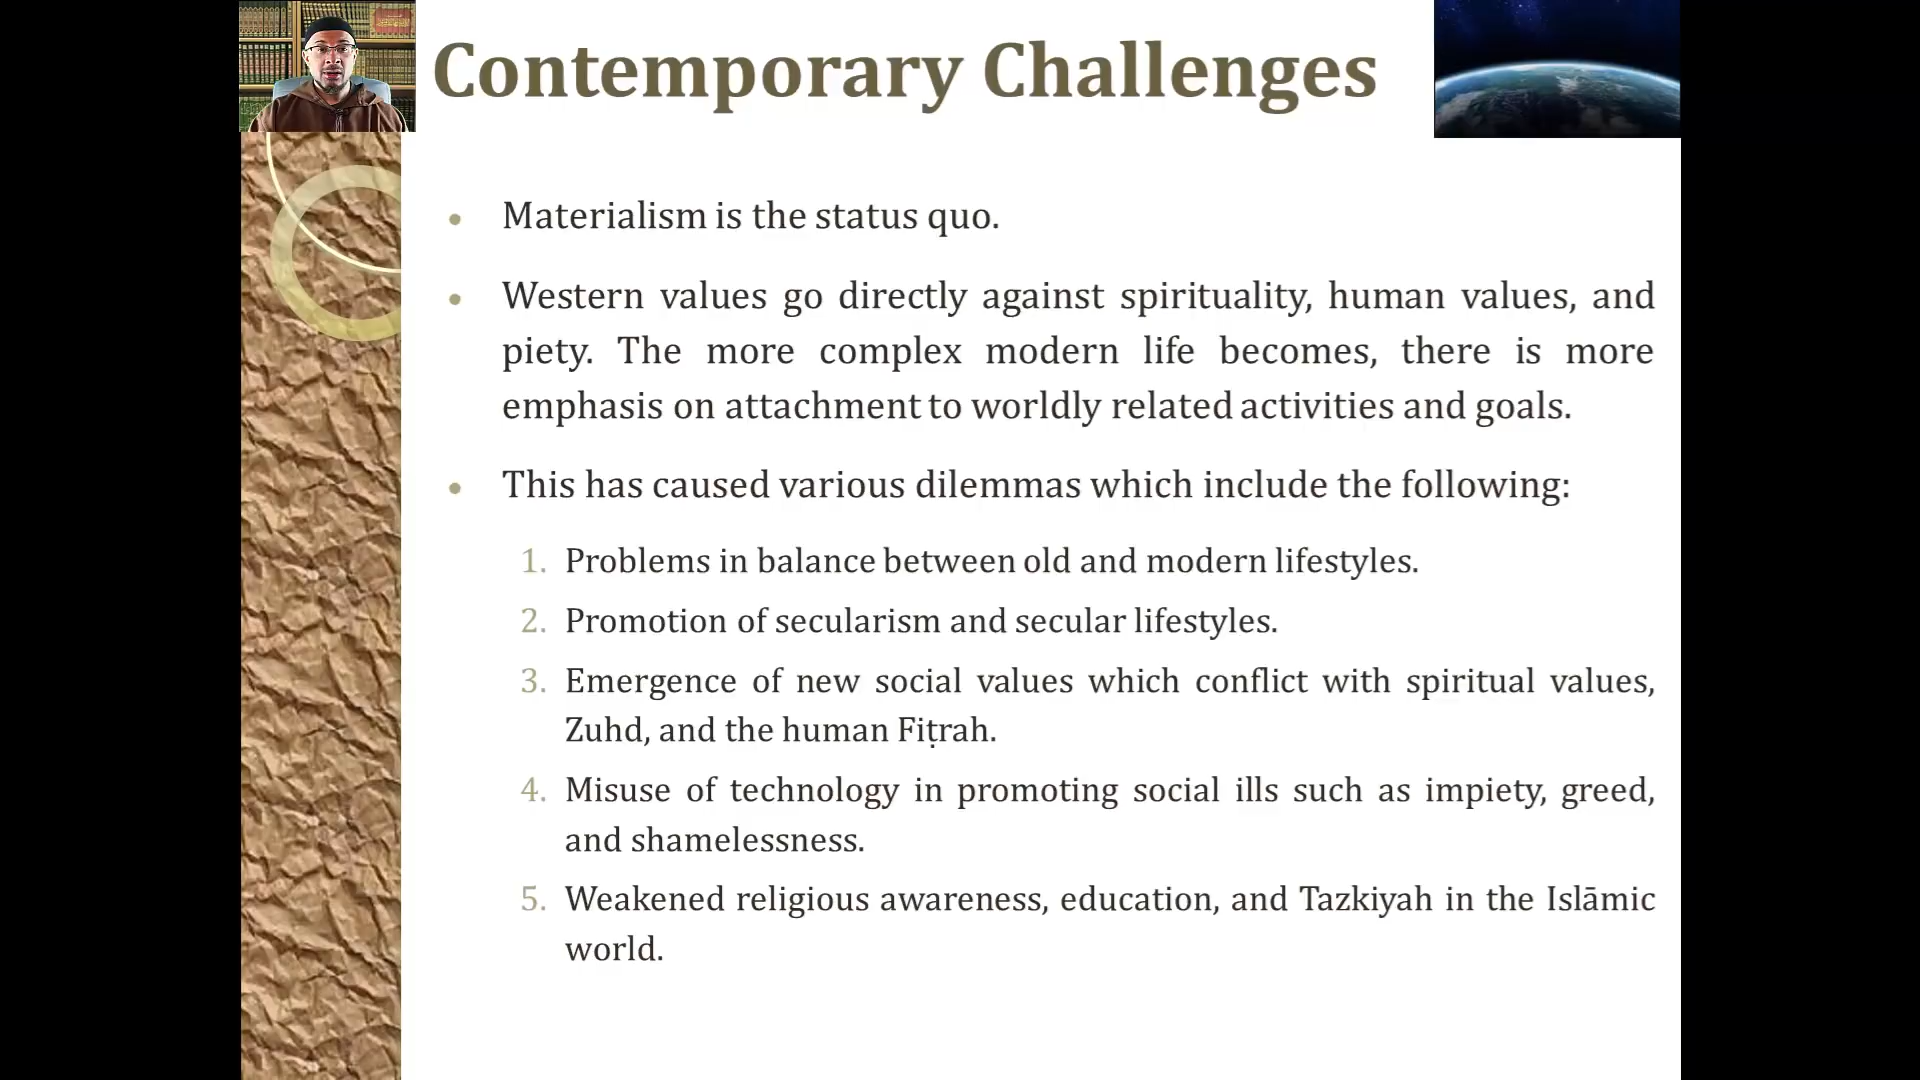 Contemporary Challenges
• Materialism is the status quo.
• Western values go directly against spirituality, human values, and
piety. The more complex modern life becomes, there is more
emphasis on attachment to worldly related activities and goals.
• This has caused various dilemmas which include the following:
1. Problems in balance between old and modern lifestyles.
2. Promotion of secularism and secular lifestyles.
3. Emergence of new social values which conflict with spiritual values,
Zuhd, and the human Fiṭrah.
4. Misuse of technology in promoting social ills such as impiety, greed,
and shamelessness.
5. Weakened religious awareness, education, and Tazkiyah in the Islāmic
world.